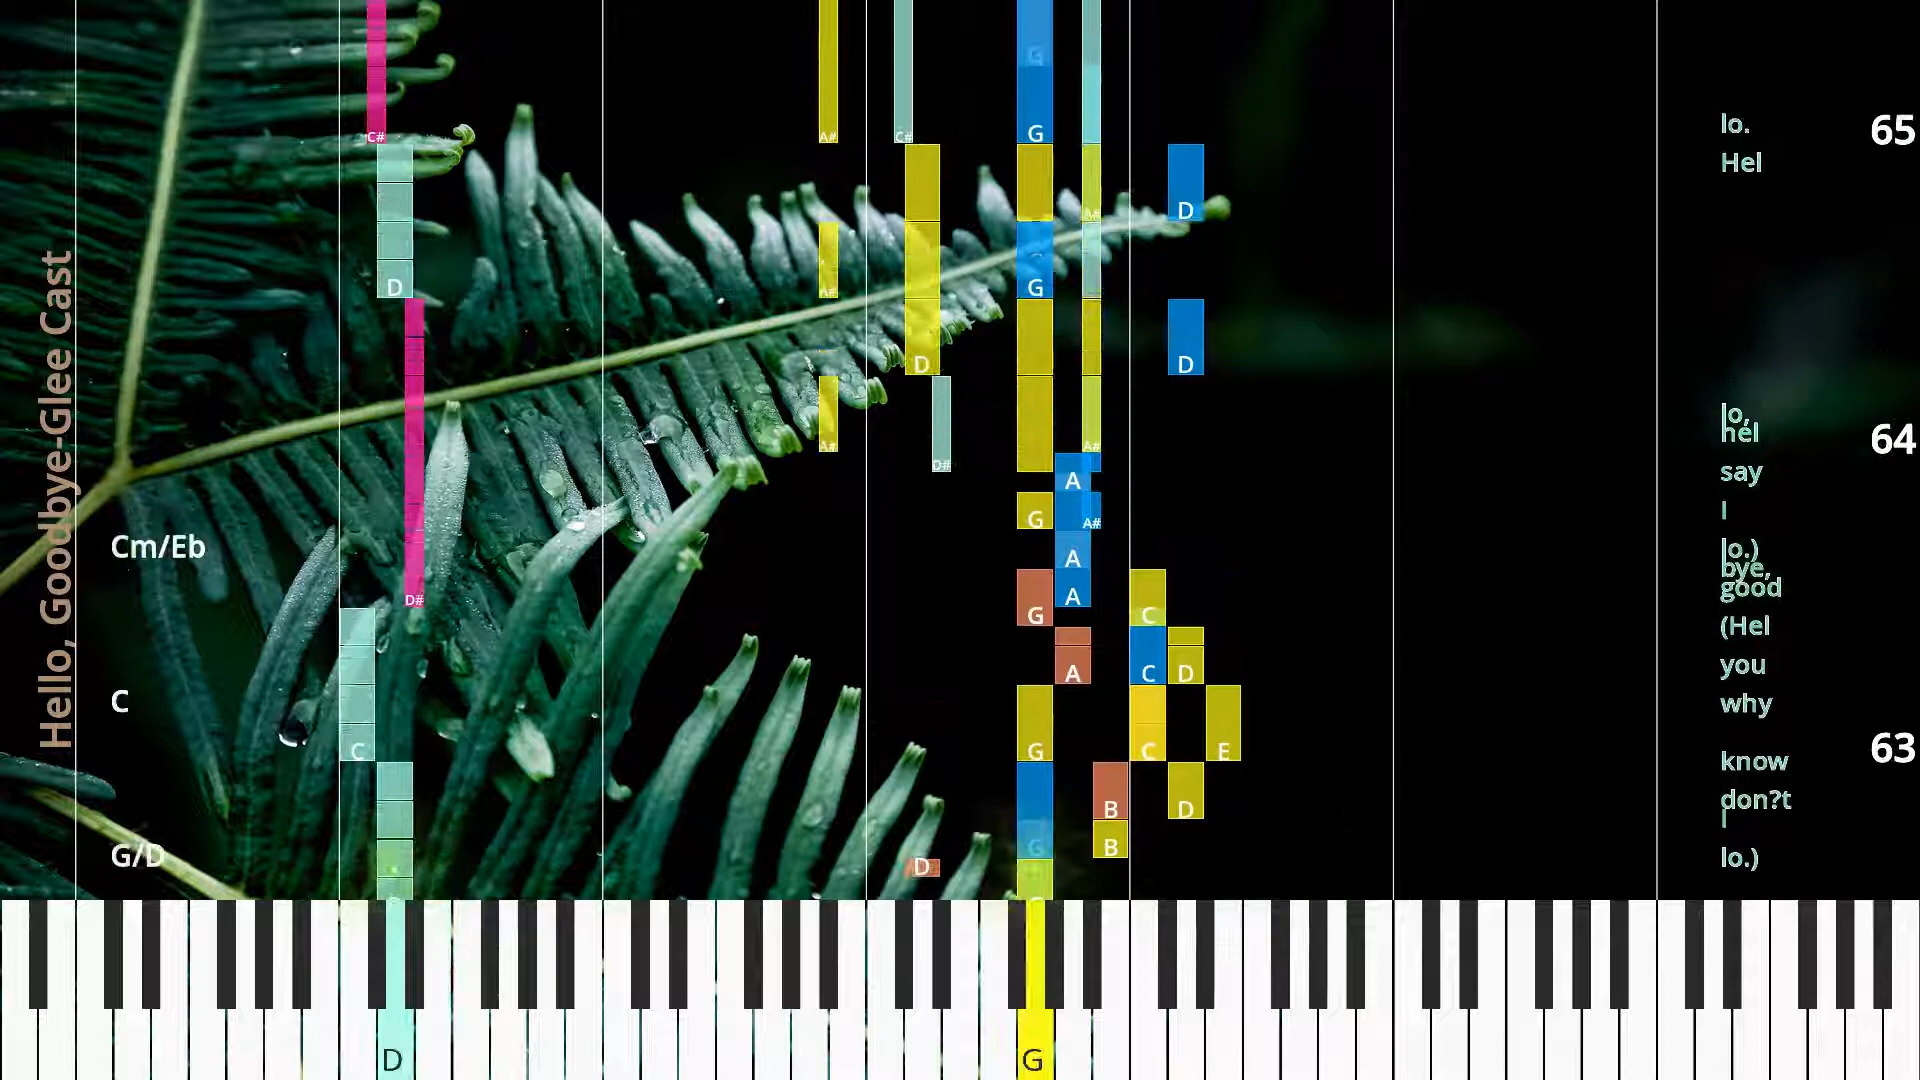 Hello, Goodbye-Glee Cast
C#
A#
C#
G
G
lo.
65
Hel
D
A#
D
D
A#
G
D
D
lo,
hel
64
A#
D#
A#
say
A
G
A#
I
Cm/Eb
A
lo.)
bye,
good
D#
A
G
C
(Hel
A
C
D
you
C
why
C
G
C
E
63
know
B
D
don?t
I
G
B
G/D
D
lo.)
D
G